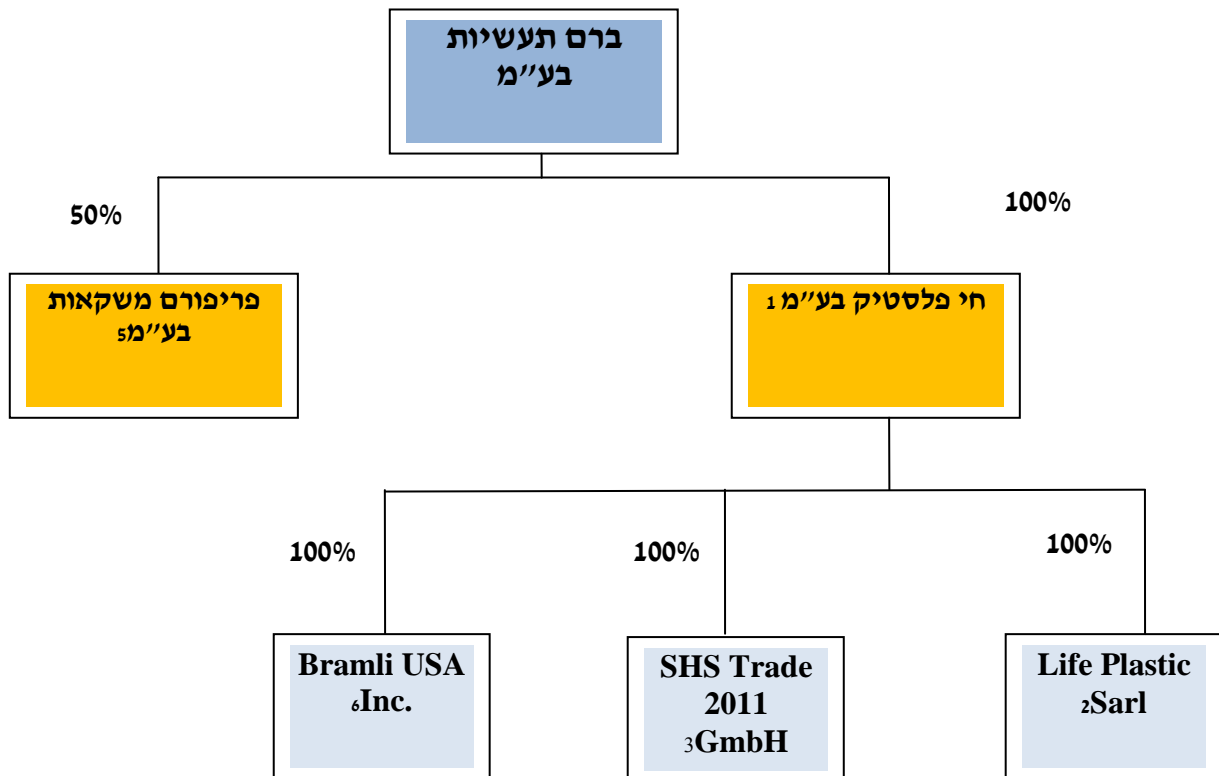 ברם תעשיות
בע"מ
100%
50%
חי פלסטיק בע"מ 1
פריפורם משקאות
בע"מ5
100%
100%
100%
Life Plastic
2Sarl
SHS Trade
2011
3GmbH
Bramli USA
6Inc.